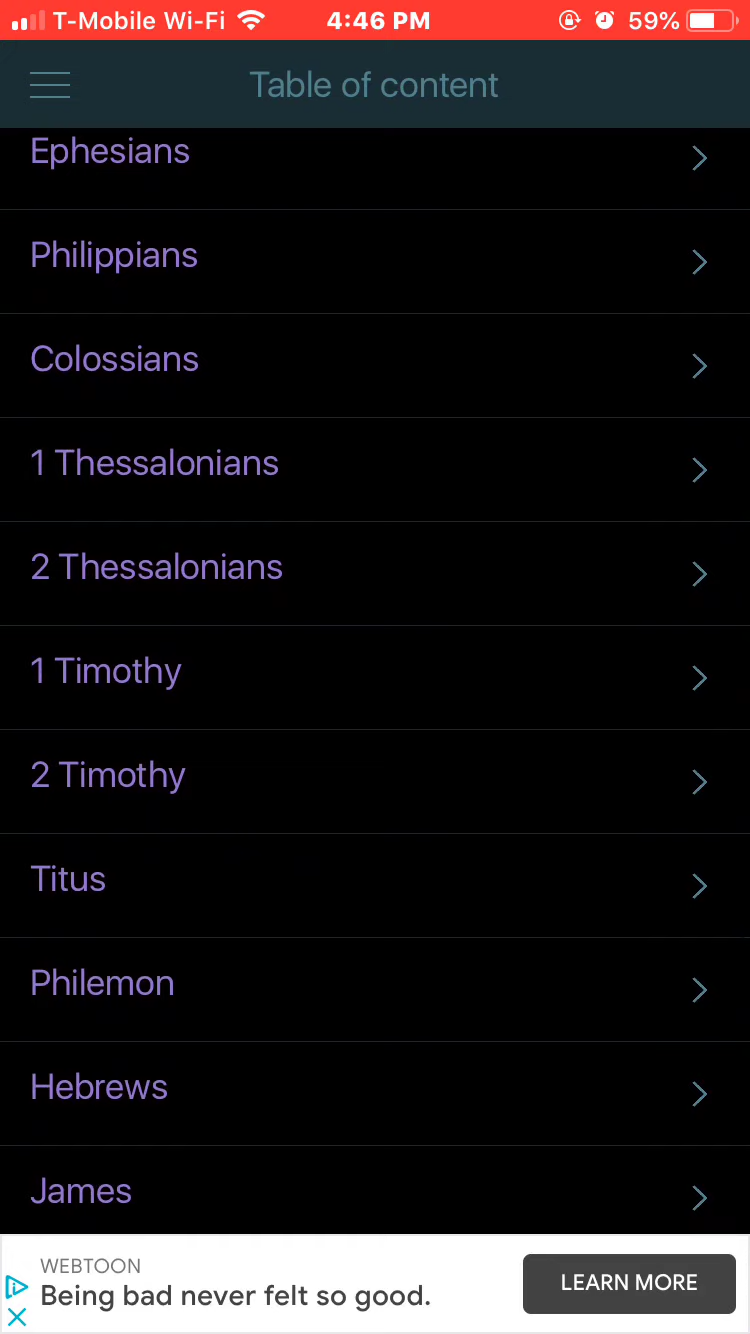 T-Mobile Wi-Fi 4:46 PM 59%
Table of content
Ephesians
Philippians
Colossians
1 Thessalonians
2 Thessalonians
1 Timothy
2 Timothy
Titus
Philemon
Hebrews
James
WEBTOON
Being bad never felt so good.
LEARN MORE